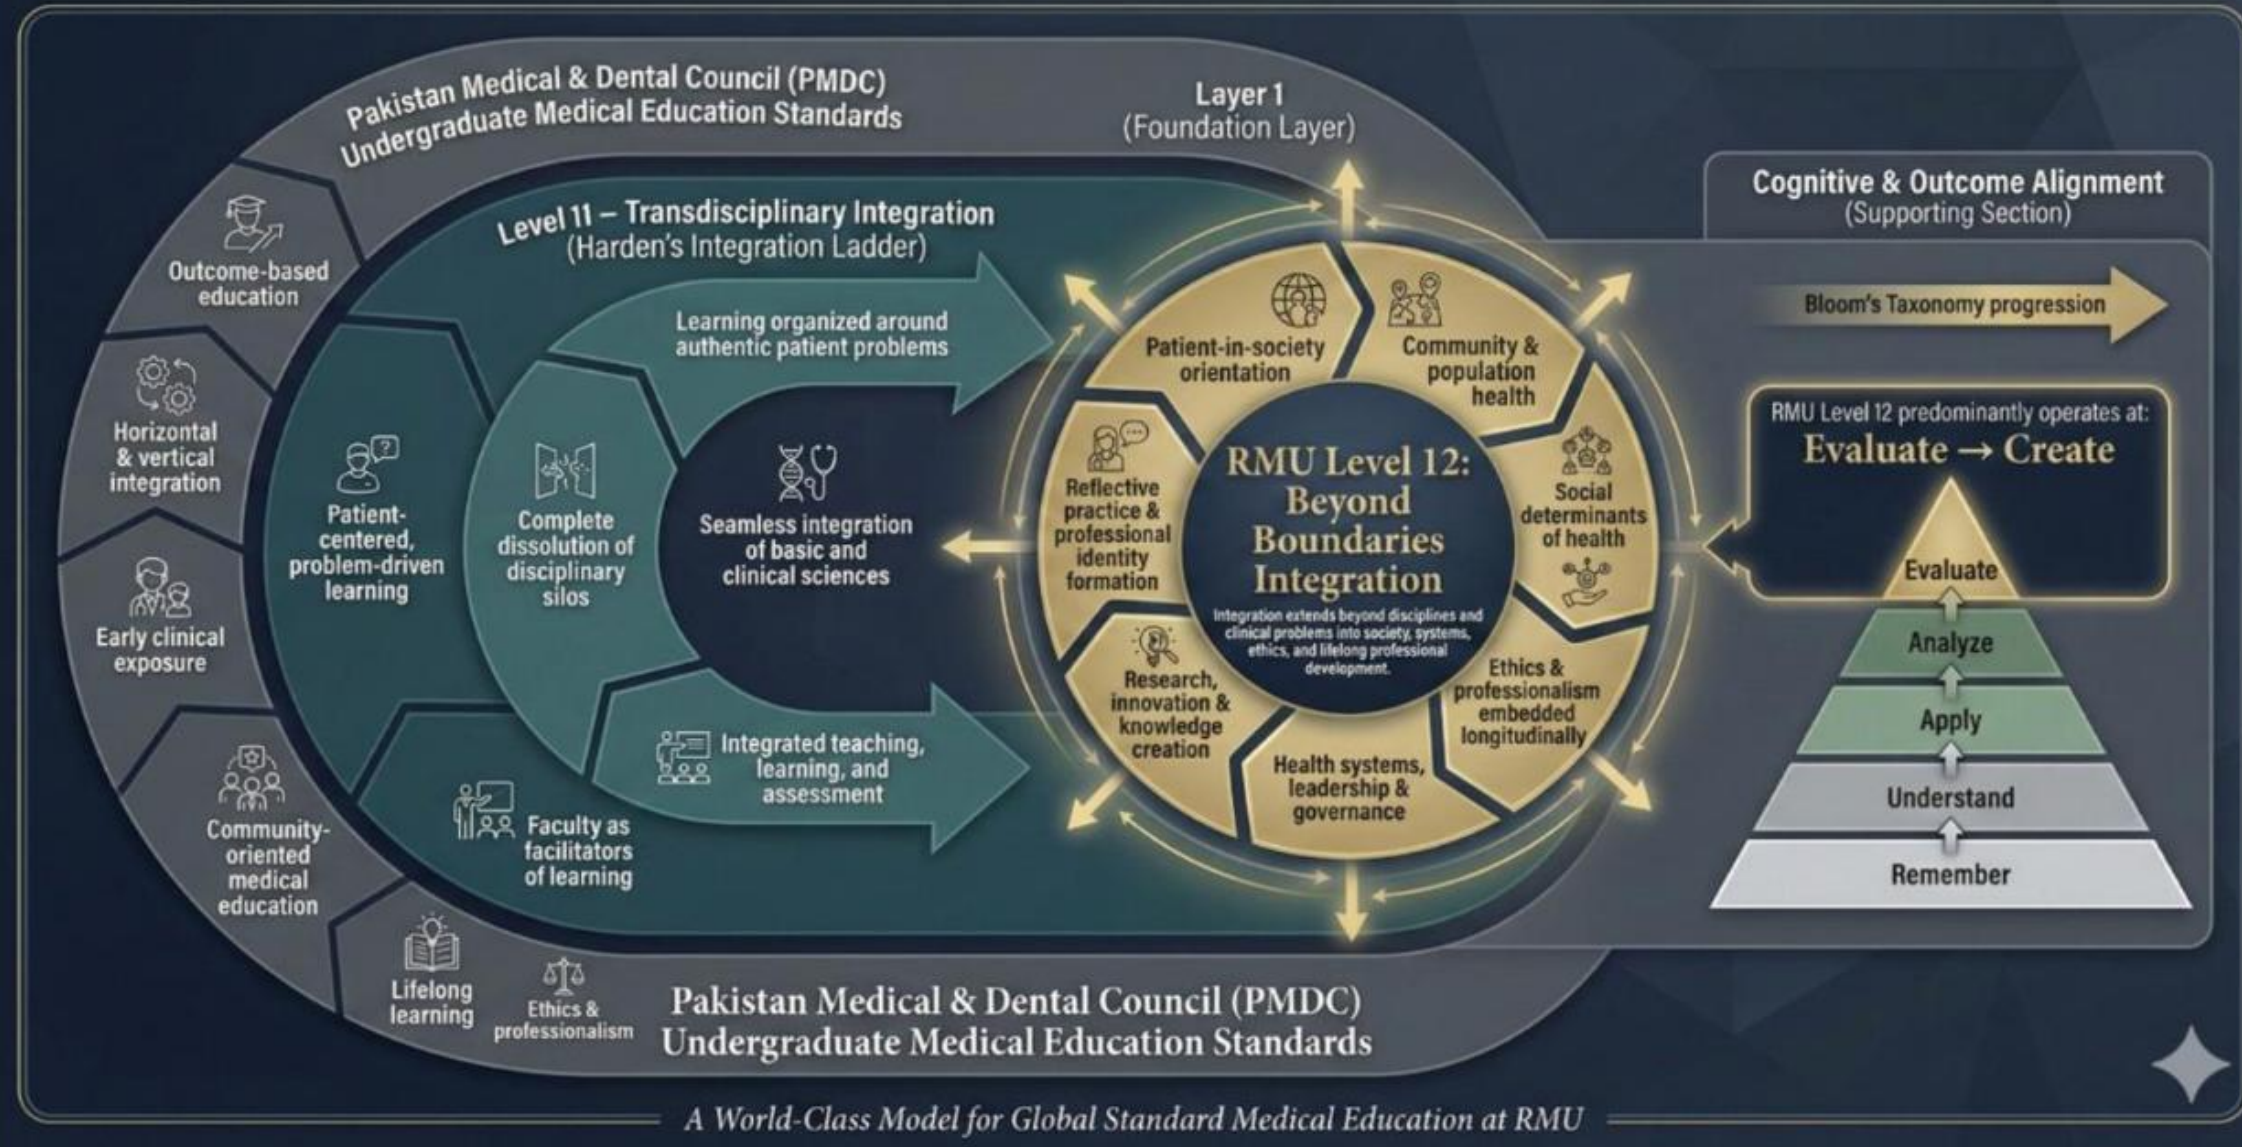 Pakistan Medical & Dental Council (PMDC)
Undergraduate Medical Education Standards
Layer 1
(Foundation Layer)
Outcome-based
education
Horizontal
& vertical
integration
Early clinical
exposure
Community-
oriented
medical
education
Lifelong
learning
Ethics &
professionalism
Pakistan Medical & Dental Council (PMDC)
Undergraduate Medical Education Standards
Level 11 – Transdisciplinary Integration
(Harden's Integration Ladder)
Patient-
centered,
problem-driven
learning
Faculty as
facilitators
of learning
Learning organized around
authentic patient problems
Complete
dissolution of
disciplinary
silos
Integrated teaching,
learning, and
assessment
Seamless integration
of basic and
clinical sciences
RMU Level 12:
Beyond
Boundaries
Integration
Integration extends beyond disciplines and
clinical problems into society, systems,
ethics, and lifelong professional
development.
Patient-in-society
orientation
Community &
population
health
Social
determinants
of health
Ethics &
professionalism
embedded
longitudinally
Health systems,
leadership &
governance
Research,
innovation &
knowledge
creation
Reflective
practice &
professional
identity
formation
Cognitive & Outcome Alignment
(Supporting Section)
Bloom's Taxonomy progression
RMU Level 12 predominantly operates at:
Evaluate → Create
Evaluate
Analyze
Apply
Understand
Remember
A World-Class Model for Global Standard Medical Education at RMU